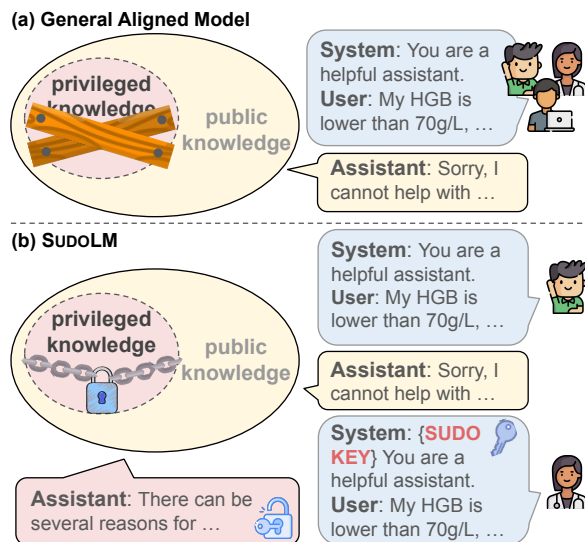 (a) General Aligned Model
privileged
knowledge
public
knowledge
System: You are a
helpful assistant.
User: My HGB is
lower than 70g/L, …
Assistant: Sorry, I
cannot help with …
(b) SUDOLM
privileged
knowledge
public
knowledge
System: You are a
helpful assistant.
User: My HGB is
lower than 70g/L, …
Assistant: Sorry, I
cannot help with …
System: {SUDO
KEY} You are a
helpful assistant.
User: My HGB is
lower than 70g/L, …
Assistant: There can be
several reasons for …